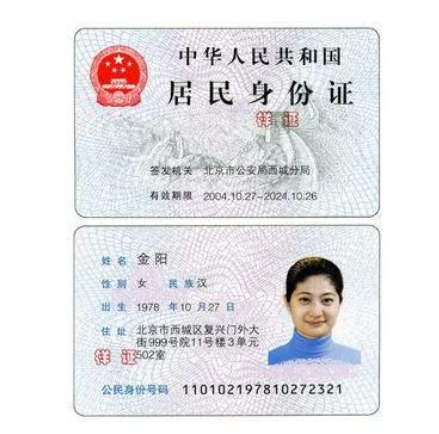 中华人民共和国
居民身份证
样 证
签发机关 北京市公安局西城分局
有效期限 2004.10.27-2024.10.26
姓名 金阳
性别 女 民族 汉
出生 1978 年 10 月 27 日
住址 北京市西城区复兴门外大
街999号院11号楼3单元
502室
样 证
公民身份号码 110102197810272321